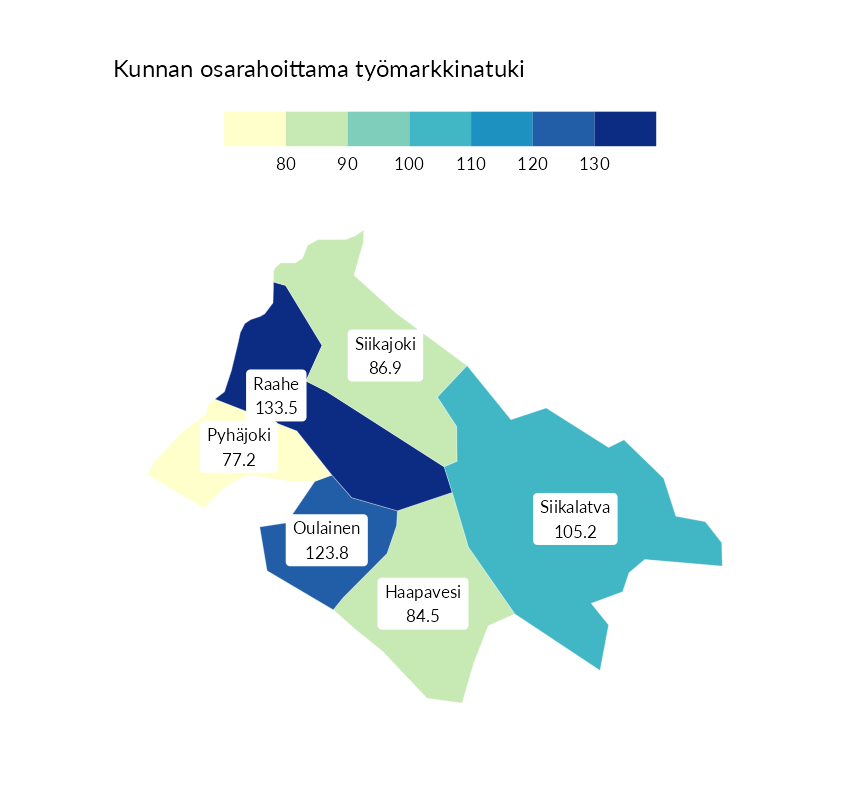 Kunnan osarahoittama työmarkkinatuki
80 90 100 110 120 130
Siikajoki
86.9
Raahe
133.5
Pyhäjoki
77.2
Siikalatva
105.2
Oulainen
123.8
Haapavesi
84.5